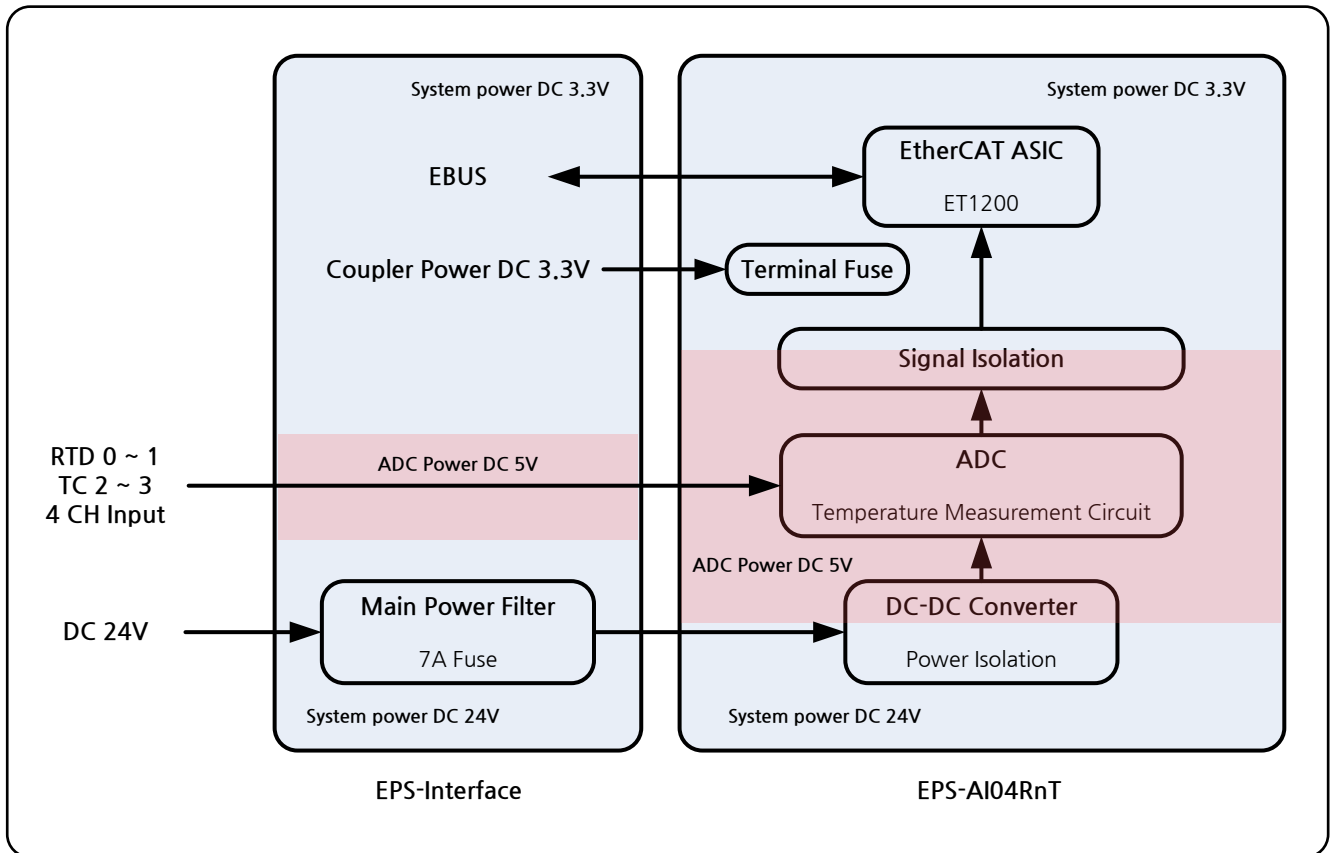 System power DC 3.3V
System power DC 3.3V
EtherCAT ASIC
ET1200
EBUS
Coupler Power DC 3.3V
Terminal Fuse
Signal Isolation
RTD 0 ~ 1
TC 2 ~ 3
4 CH Input
ADC Power DC 5V
ADC
Temperature Measurement Circuit
ADC Power DC 5V
DC 24V
Main Power Filter
7A Fuse
DC-DC Converter
Power Isolation
System power DC 24V
System power DC 24V
EPS-Interface
EPS-AI04RnT